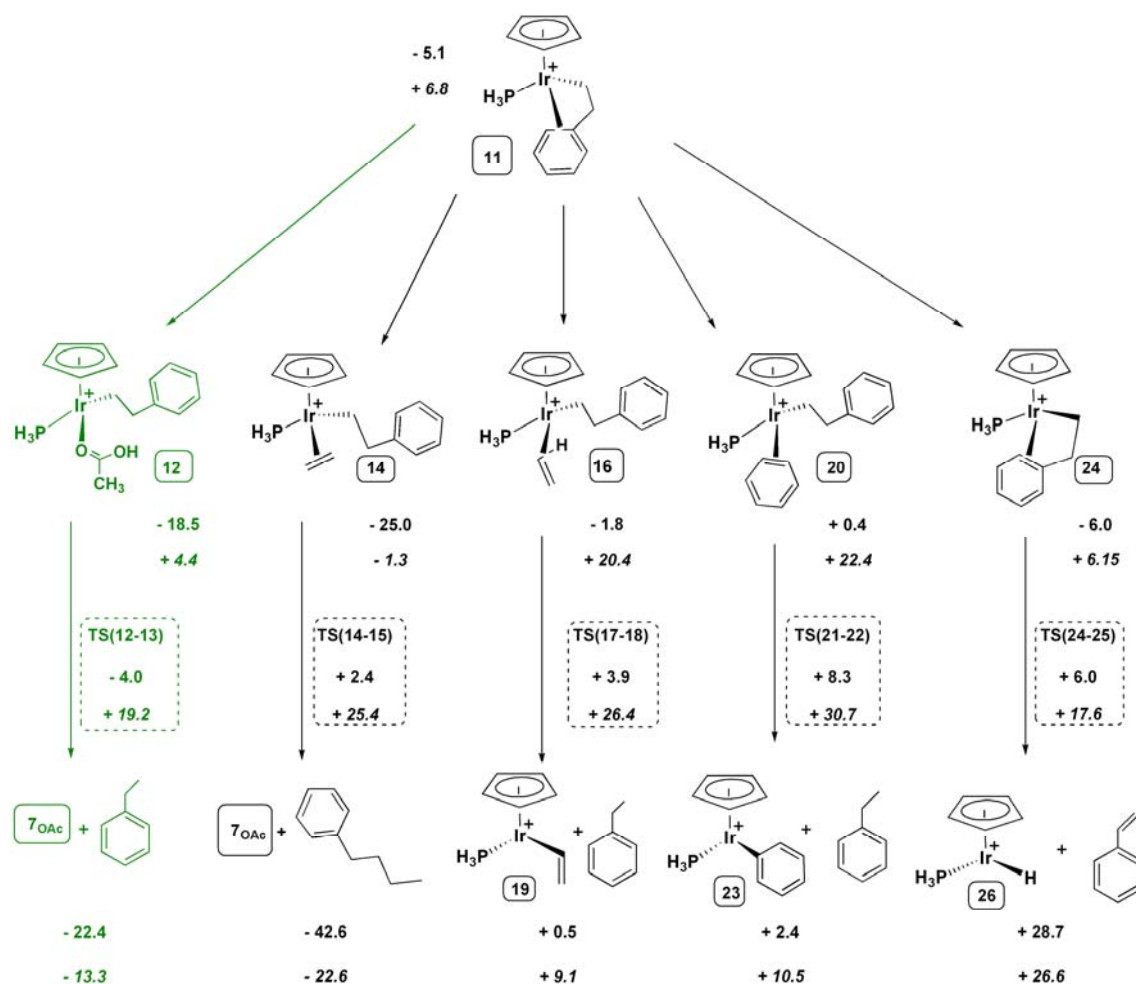 - 5.1
+ 6.8
Ir+
H3P
11
Ir+
H3P
O
OH
CH3
12
- 18.5
+ 4.4
Ir+
H3P
14
- 25.0
- 1.3
Ir+
H3P
H
16
- 1.8
+ 20.4
Ir+
H3P
20
+ 0.4
+ 22.4
Ir+
H3P
24
- 6.0
+ 6.15
TS(12-13)
- 4.0
+ 19.2
TS(14-15)
+ 2.4
+ 25.4
TS(17-18)
+ 3.9
+ 26.4
TS(21-22)
+ 8.3
+ 30.7
TS(24-25)
+ 6.0
+ 17.6
7OAc +
- 22.4
- 13.3
7OAc +
- 42.6
- 22.6
Ir+
H3P
19
+
+ 0.5
+ 9.1
Ir+
H3P
23
+
+ 2.4
+ 10.5
Ir+
H3P
H
26
+
+ 28.7
+ 26.6